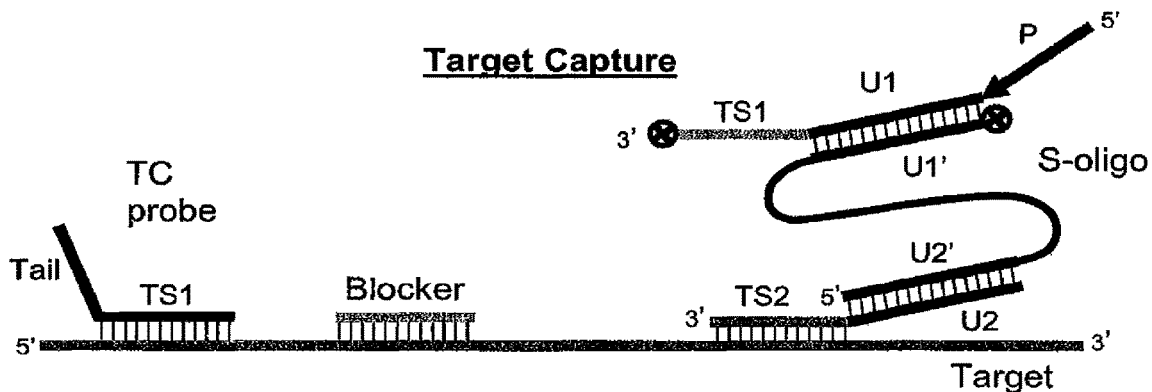 5'
P
Target Capture
U1
TS1
3'
U1'
S-oligo
TC
probe
Tail
TS1
Blocker
U2'
TS2
5'
3'
U2
5'
3'
Target